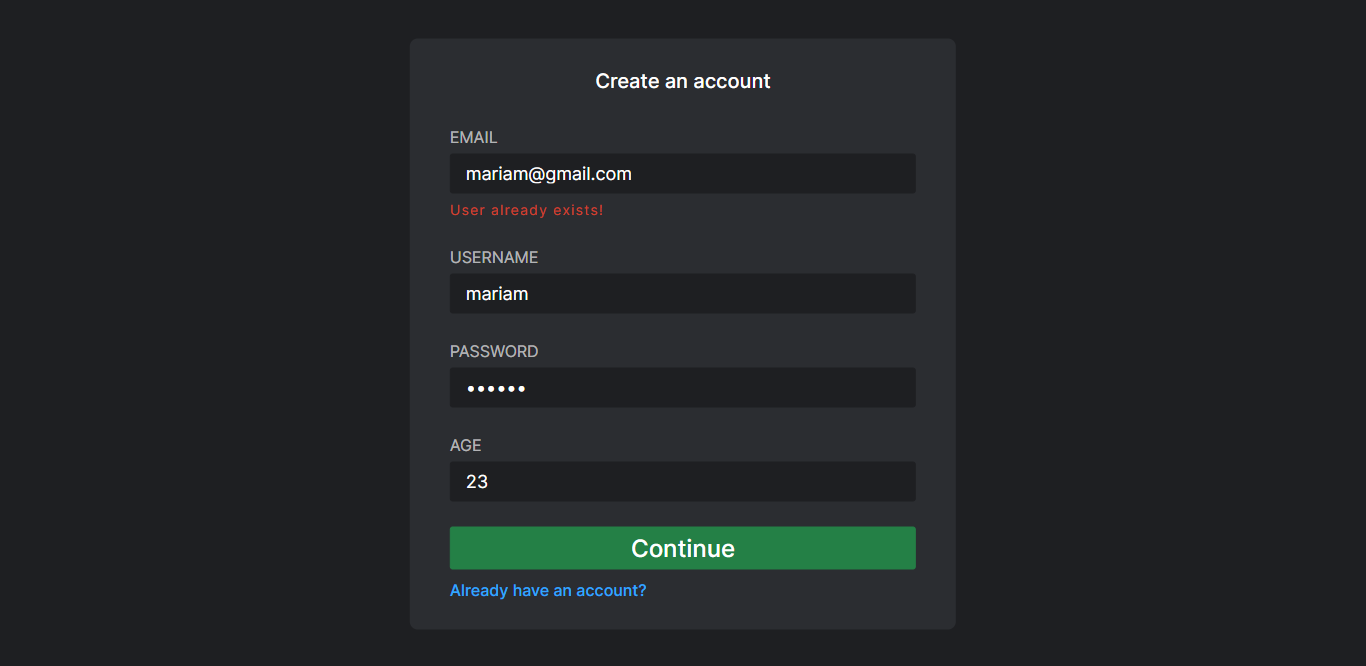 Create an account
EMAIL
mariam@gmail.com
User already exists!
USERNAME
mariam
PASSWORD
••••••
AGE
23
Continue
Already have an account?